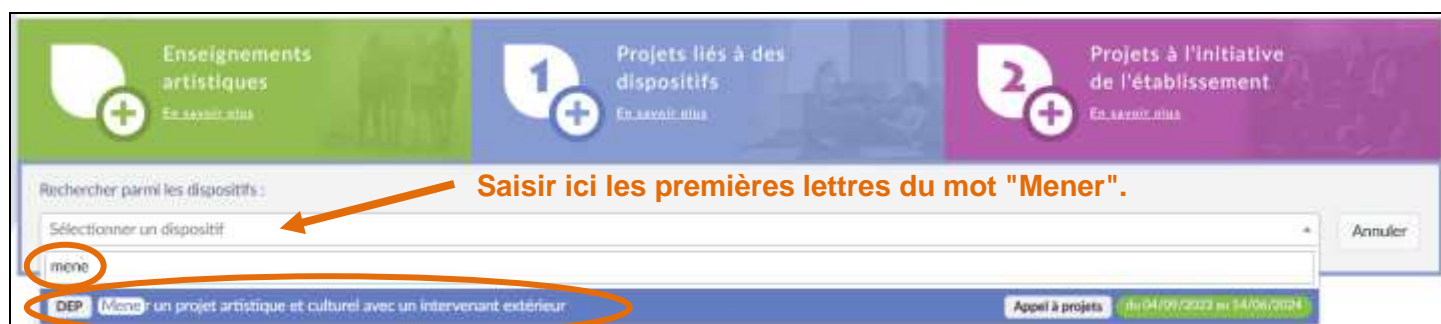 Enseignements
artistiques
En savoir plus
1
Projets liés à des
dispositifs
En savoir plus
2
Projets à l'initiative
de l'établissement
En savoir plus
Rechercher parmi les dispositifs :
Saisir ici les premières lettres du mot "Mener".
Sélectionner un dispositif
Annuler
mene
DEP Mener un projet artistique et culturel avec un intervenant extérieur Appel à projets du 04/09/2023 au 14/06/2024